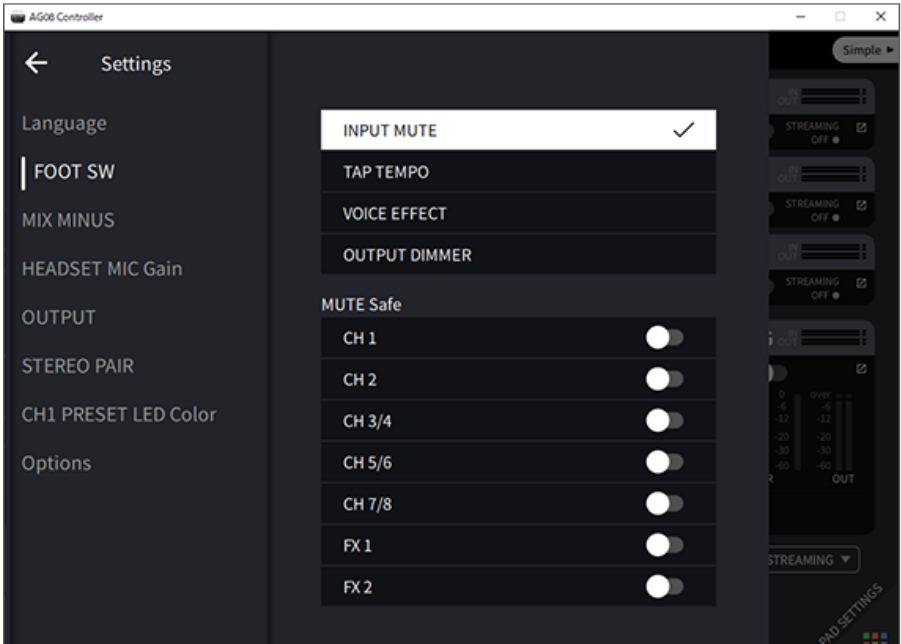 AG08 Controller
Settings
Simple
Language
FOOT SW
MIX MINUS
HEADSET MIC Gain
OUTPUT
STEREO PAIR
CH1 PRESET LED Color
Options
INPUT MUTE
TAP TEMPO
VOICE EFFECT
OUTPUT DIMMER
MUTE Safe
CH 1
CH 2
CH 3/4
CH 5/6
CH 7/8
FX 1
FX 2
IN
OUT
STREAMING
OFF
IN
OUT
STREAMING
OFF
IN
OUT
STREAMING
OFF
G
IN
OUT
0 over
-6 -6
-12 -12
-20 -20
-30 -30
-60 -60
R OUT
STREAMING
PAD SETTINGS